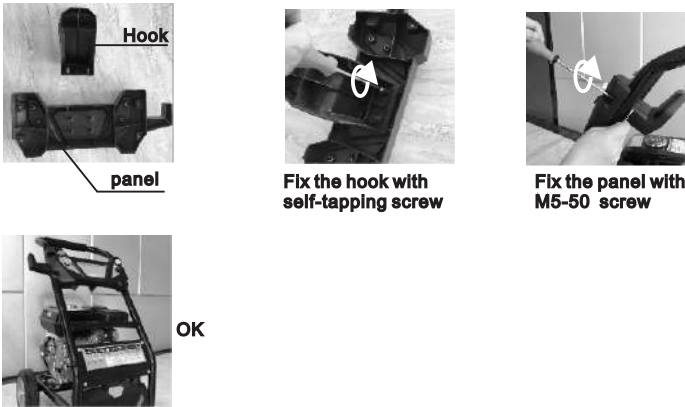 Hook
panel
Fix the hook with
self-tapping screw
Fix the panel with
M5-50 screw
OK